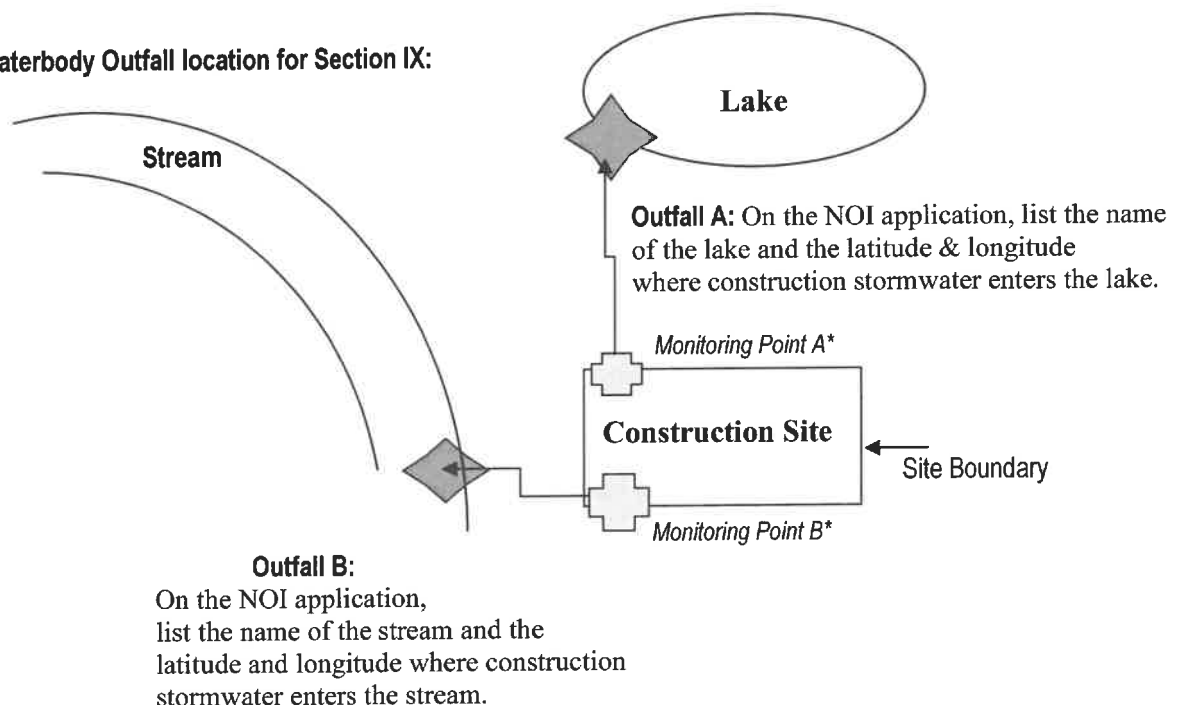 aterbody Outfall location for Section IX:
Lake
Stream
Outfall A: On the NOI application, list the name
of the lake and the latitude & longitude
where construction stormwater enters the lake.
Monitoring Point A*
Construction Site
Site Boundary
Monitoring Point B*
Outfall B:
On the NOI application,
list the name of the stream and the
latitude and longitude where construction
stormwater enters the stream.